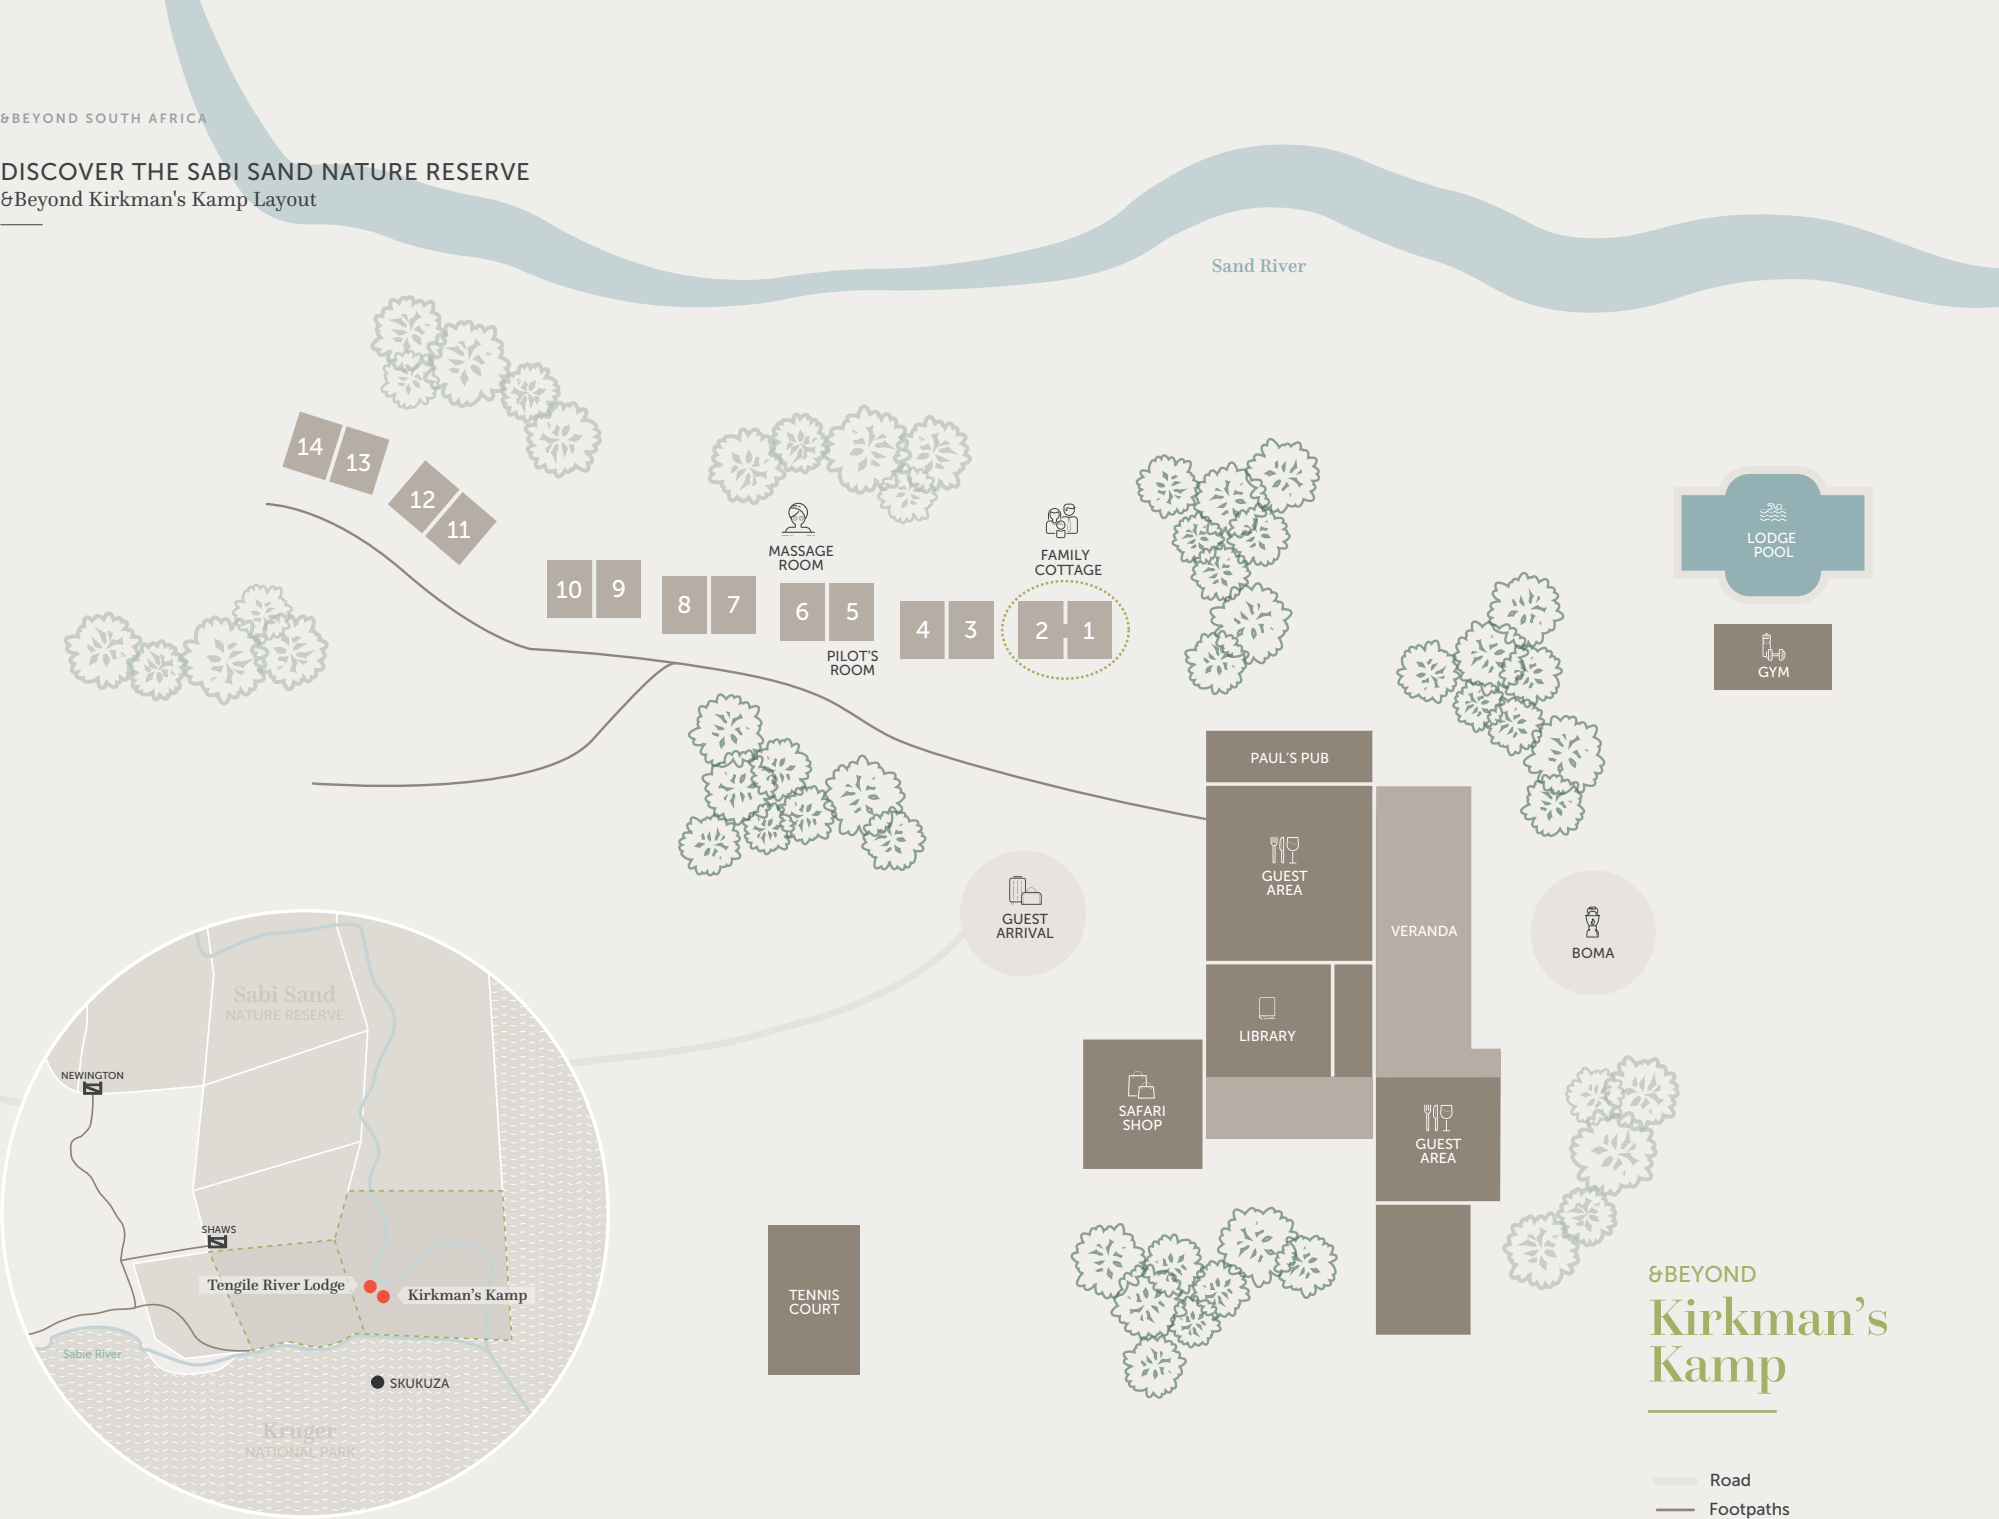 &BEYOND SOUTH AFRICA
DISCOVER THE SABI SAND NATURE RESERVE
&Beyond Kirkman's Kamp Layout
Sand River
14
13
12
11
10
9
8
7
6
5
4
3
2
1
MASSAGE
ROOM
PILOT'S
ROOM
FAMILY
COTTAGE
LODGE
POOL
GYM
PAUL'S PUB
GUEST
AREA
VERANDA
GUEST
ARRIVAL
BOMA
LIBRARY
SAFARI
SHOP
GUEST
AREA
TENNIS
COURT
Sabi Sand
NATURE RESERVE
NEWINGTON
SHAWS
Tengile River Lodge
Kirkman's Kamp
Sabie River
SKUKUZA
Kruger
NATIONAL PARK
&BEYOND
Kirkman's
Kamp
Road
Footpaths